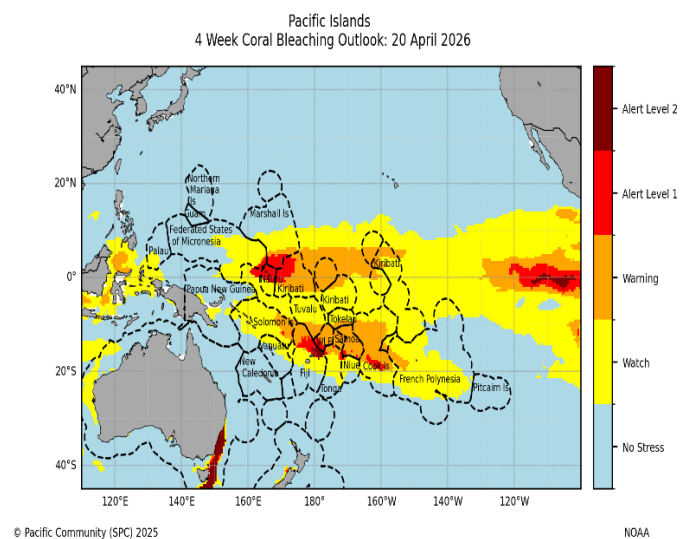 Pacific Islands
4 Week Coral Bleaching Outlook: 20 April 2026
40°N
20°N
0°
20°S
40°S
120°E
140°E
160°E
180°
160°W
140°W
120°W
Northern
Mariana
Is
Guam
Marshall Is
Federated States
of Micronesia
Palau
Kiribati
Papua New Guinea
Kiribati
Kiribati
Tuvalu
Solomon Is
Tokelau
Vanuatu
Samoa
New
Caledonia
Fiji
Niue
Cook Is
Tonga
French Polynesia
Pitcairn Is
Alert Level 2
Alert Level 1
Warning
Watch
No Stress
© Pacific Community (SPC) 2025
NOAA